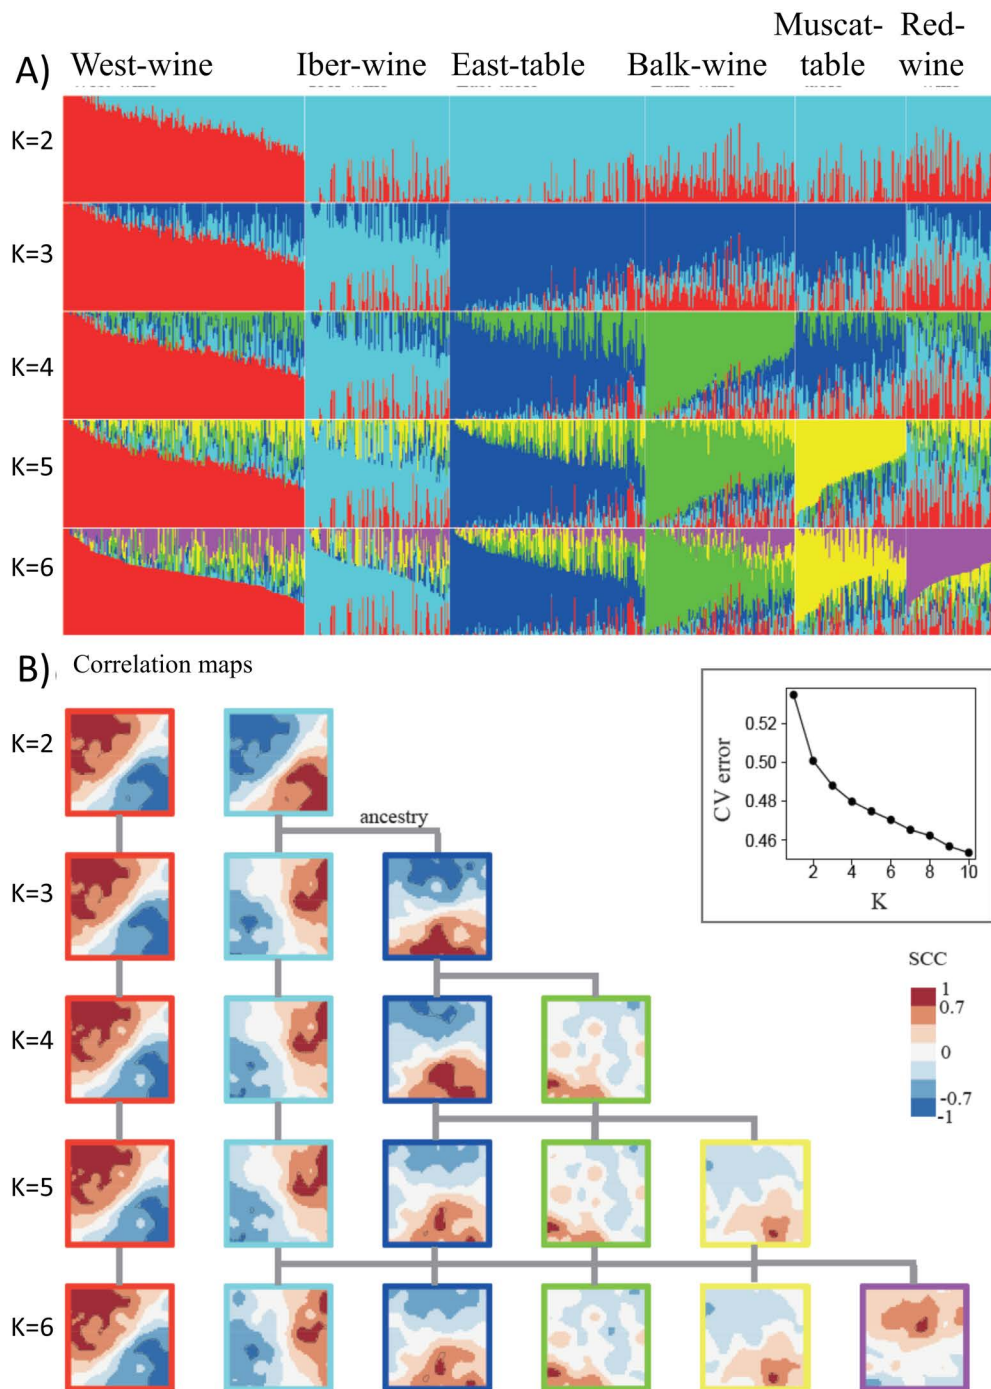 A)
West-wine Iber-wine East-table Balk-wine Muscat-table Red-wine
K=2
K=3
K=4
K=5
K=6
B) Correlation maps
K=2
ancestry
K=3
K=4
K=5
K=6
0.52
0.50
0.48
0.46
CV error
2 4 6 8 10
K
SCC
1
0.7
0
-0.7
-1